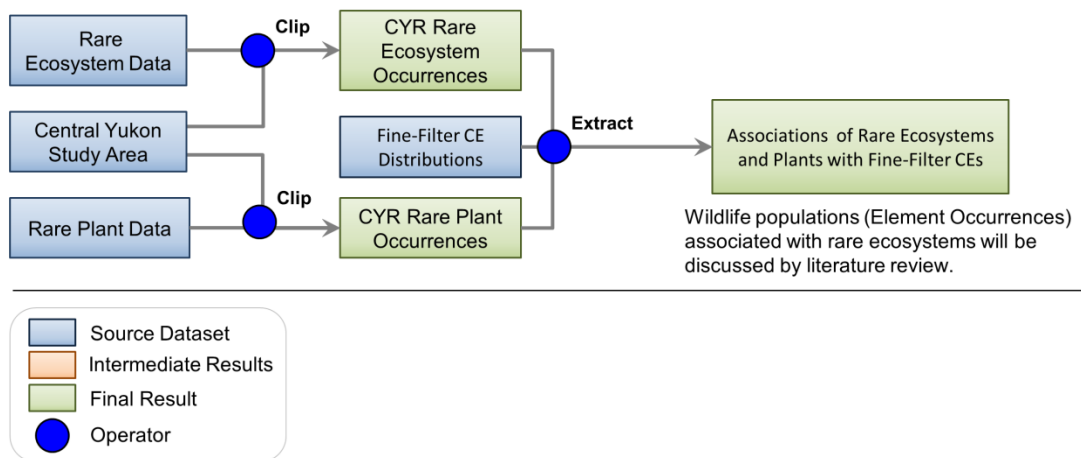 Rare
Ecosystem Data
Clip
CYR Rare
Ecosystem
Occurrences
Central Yukon
Study Area
Fine-Filter CE
Distributions
Extract
Associations of Rare Ecosystems
and Plants with Fine-Filter CEs
Rare Plant Data
Clip
CYR Rare Plant
Occurrences
Wildlife populations (Element Occurrences)
associated with rare ecosystems will be
discussed by literature review.
Source Dataset
Intermediate Results
Final Result
Operator